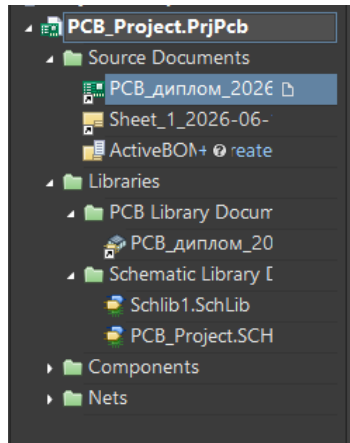 PCB_Project.PrjPcb
Source Documents
PCB_диплом_2026
Sheet_1_2026-06-
ActiveBOM+ reate
Libraries
PCB Library Docum
PCB_диплом_20
Schematic Library D
Schlib1.SchLib
PCB_Project.SCH
Components
Nets